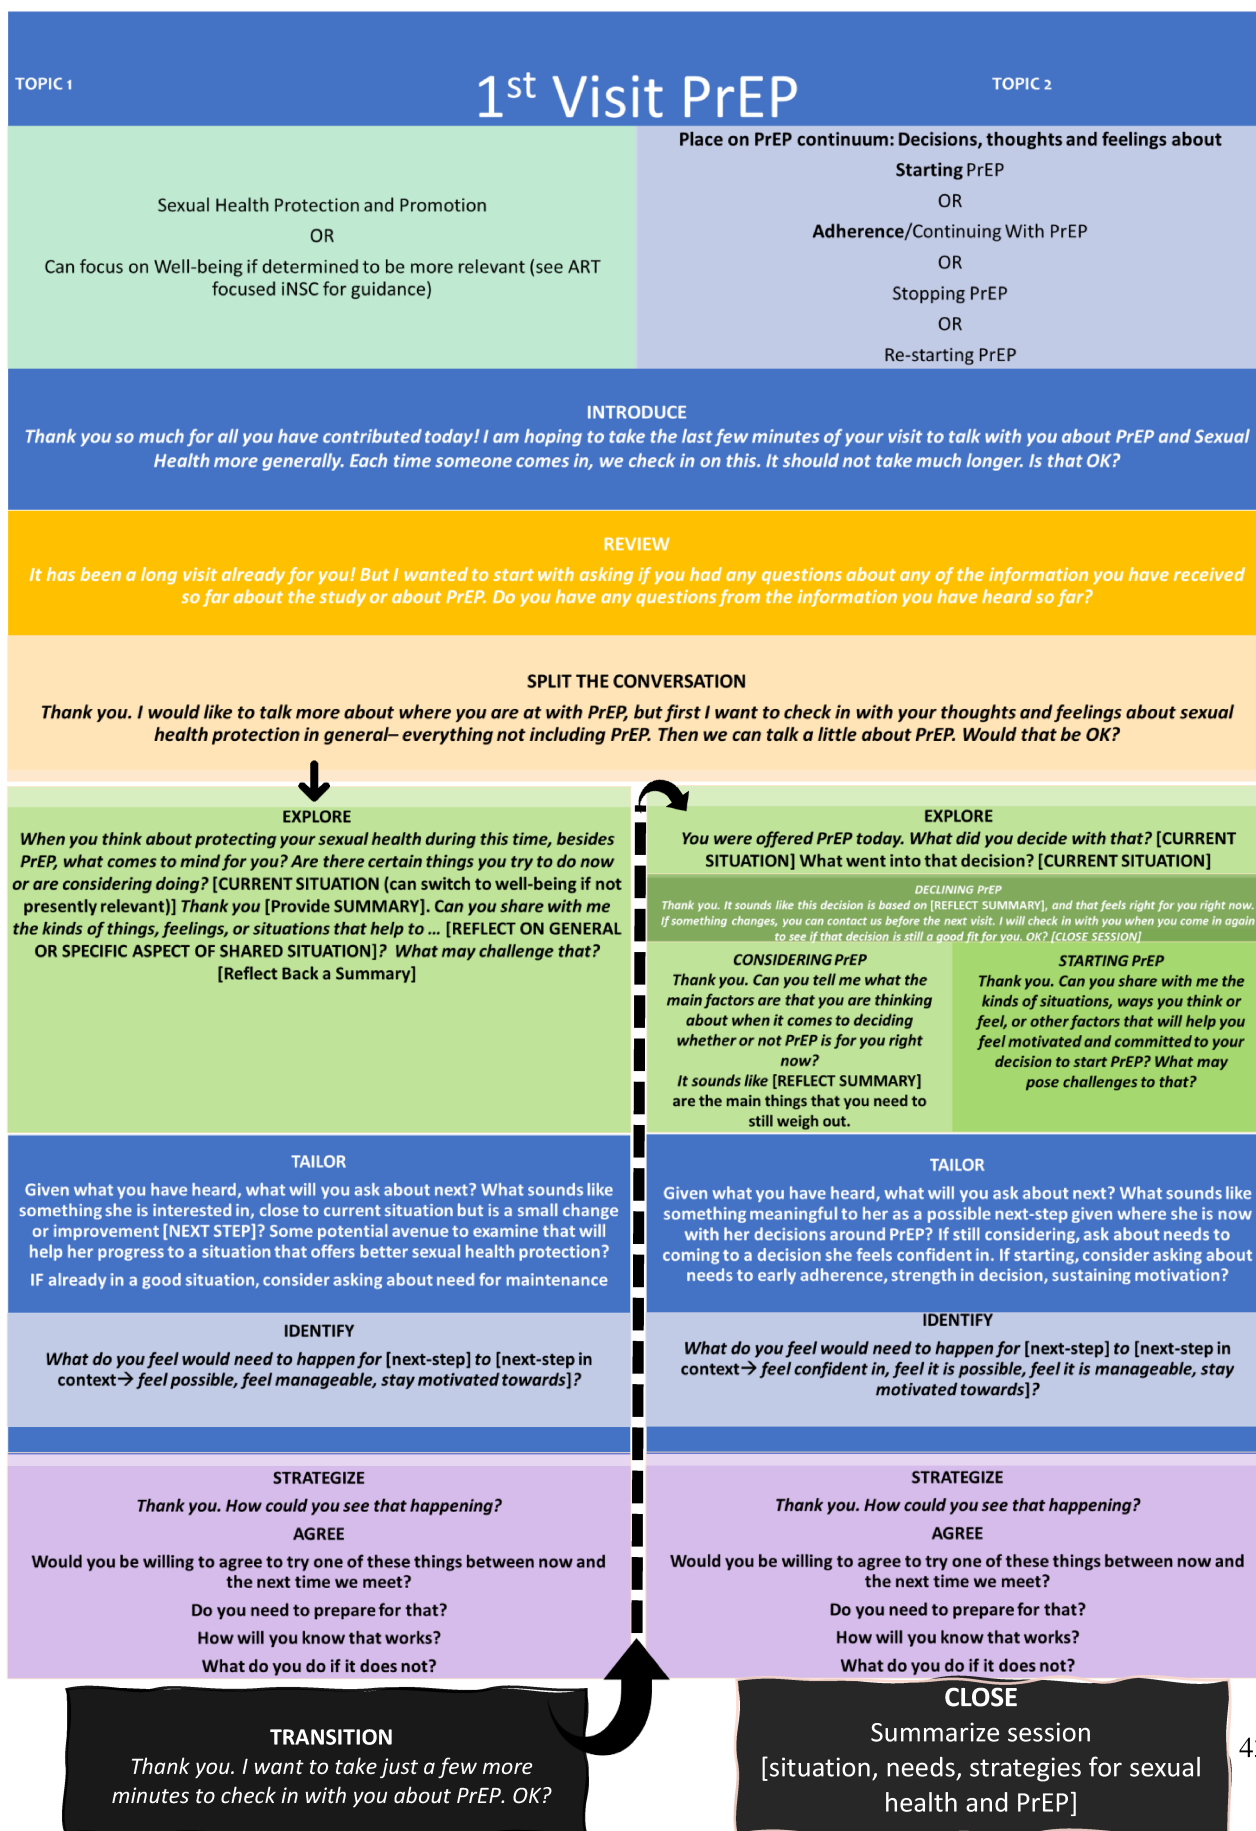 TOPIC 1
1st Visit PrEP
TOPIC 2
Sexual Health Protection and Promotion
OR
Can focus on Well-being if determined to be more relevant (see ART
focused iNSC for guidance)
Place on PrEP continuum: Decisions, thoughts and feelings about
Starting PrEP
OR
Adherence/Continuing With PrEP
OR
Stopping PrEP
OR
Re-starting PrEP
INTRODUCE
Thank you so much for all you have contributed today! I am hoping to take the last few minutes of your visit to talk with you about PrEP and Sexual
Health more generally. Each time someone comes in, we check in on this. It should not take much longer. Is that OK?
REVIEW
It has been a long visit already for you! But I wanted to start with asking if you had any questions about any of the information you have received
so far about the study or about PrEP. Do you have any questions from the information you have heard so far?
SPLIT THE CONVERSATION
Thank you. I would like to talk more about where you are at with PrEP, but first I want to check in with your thoughts and feelings about sexual
health protection in general– everything not including PrEP. Then we can talk a little about PrEP. Would that be OK?
EXPLORE
When you think about protecting your sexual health during this time, besides
PrEP, what comes to mind for you? Are there certain things you try to do now
or are considering doing? [CURRENT SITUATION (can switch to well-being if not
presently relevant)] Thank you [Provide SUMMARY]. Can you share with me
the kinds of things, feelings, or situations that help to ... [REFLECT ON GENERAL
OR SPECIFIC ASPECT OF SHARED SITUATION]? What may challenge that?
[Reflect Back a Summary]
TAILOR
Given what you have heard, what will you ask about next? What sounds like
something she is interested in, close to current situation but is a small change
or improvement [NEXT STEP]? Some potential avenue to examine that will
help her progress to a situation that offers better sexual health protection?
IF already in a good situation, consider asking about need for maintenance
IDENTIFY
What do you feel would need to happen for [next-step] to [next-step in
context→ feel possible, feel manageable, stay motivated towards]?
STRATEGIZE
Thank you. How could you see that happening?
AGREE
Would you be willing to agree to try one of these things between now and
the next time we meet?
Do you need to prepare for that?
How will you know that works?
What do you do if it does not?
TRANSITION
Thank you. I want to take just a few more
minutes to check in with you about PrEP. OK?
EXPLORE
You were offered PrEP today. What did you decide with that? [CURRENT
SITUATION] What went into that decision? [CURRENT SITUATION]
DECLINING PrEP
Thank you. It sounds like this decision is based on [REFLECT SUMMARY], and that feels right for you right now.
If something changes, you can contact us before the next visit. I will check in with you when you come in again
to see if that decision is still a good fit for you. OK? [CLOSE SESSION]
CONSIDERING PrEP
Thank you. Can you tell me what the
main factors are that you are thinking
about when it comes to deciding
whether or not PrEP is for you right
now?
It sounds like [REFLECT SUMMARY]
are the main things that you need to
still weigh out.
STARTING PrEP
Thank you. Can you share with me the
kinds of situations, ways you think or
feel, or other factors that will help you
feel motivated and committed to your
decision to start PrEP? What may
pose challenges to that?
TAILOR
Given what you have heard, what will you ask about next? What sounds like
something meaningful to her as a possible next-step given where she is now
with her decisions around PrEP? If still considering, ask about needs to
coming to a decision she feels confident in. If starting, consider asking about
needs to early adherence, strength in decision, sustaining motivation?
IDENTIFY
What do you feel would need to happen for [next-step] to [next-step in
context→ feel confident in, feel it is possible, feel it is manageable, stay
motivated towards]?
STRATEGIZE
Thank you. How could you see that happening?
AGREE
Would you be willing to agree to try one of these things between now and
the next time we meet?
Do you need to prepare for that?
How will you know that works?
What do you do if it does not?
CLOSE
Summarize session
[situation, needs, strategies for sexual
health and PrEP]